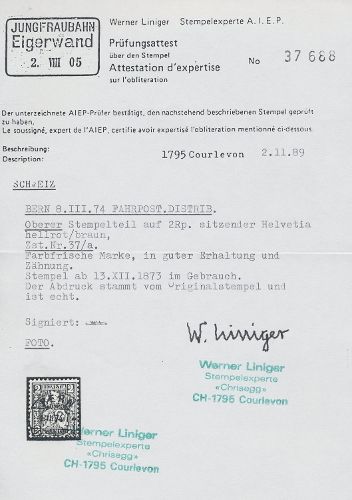 JUNGFRAUBAHN
Eigerwand
2. VIII 05
Werner Liniger Stempelexperte A.I.E.P.
Prüfungsattest
über den Stempel
Attestation d'expertise
sur l'obliteration
No 37688
Der unterzeichnete AIEP-Prüfer bestätigt, den nachstehend beschriebenen Stempel geprüft
zu haben.
Le soussigné, expert de l'AIEP, certifie avoir expertisé l'obliteration mentionné ci-dessous.
Beschreibung:
Description:
1795 Courlevon 2.11.89
SCHWEIZ
BERN 8.III.74 FAHRPOST.DISTRIB.
Oberer Stempelteil auf 2Rp. sitzender Helvetia
hellrot/braun,
Zst.Nr.37/a.
Farbfrische Marke, in guter Erhaltung und
Zähnung.
Stempel ab 13.XII.1873 im Gebrauch.
Der Abdruck stammt vom Originalstempel und
ist echt.
Signiert:
W. Liniger
FOTO.
Werner Liniger
Stempelexperte
«Chrisegg»
CH-1795 Courlevon
BERN
Werner Liniger
Stempelexperte
«Chrisegg»
CH-1795 Courlevon